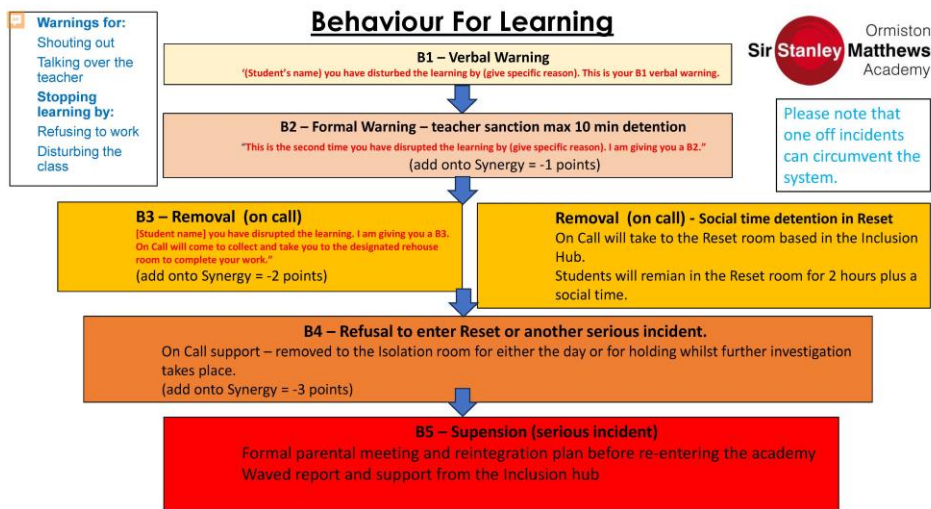 Behaviour For Learning
Warnings for:
Shouting out
Talking over the
teacher
Stopping
learning by:
Refusing to work
Disturbing the
class
Ormiston
Sir Stanley Matthews
Academy
B1 – Verbal Warning
'(Student's name) you have disturbed the learning by (give specific reason). This is your B1 verbal warning.
B2 – Formal Warning – teacher sanction max 10 min detention
"This is the second time you have disrupted the learning by (give specific reason). I am giving you a B2."
(add onto Synergy = -1 points)
Please note that
one off incidents
can circumvent the
system.
B3 – Removal (on call)
[Student name] you have disrupted the learning. I am giving you a B3.
On Call will come to collect and take you to the designated rehouse
room to complete your work."
(add onto Synergy = -2 points)
Removal (on call) - Social time detention in Reset
On Call will take to the Reset room based in the Inclusion
Hub.
Students will remian in the Reset room for 2 hours plus a
social time.
B4 – Refusal to enter Reset or another serious incident.
On Call support – removed to the Isolation room for either the day or for holding whilst further investigation
takes place.
(add onto Synergy = -3 points)
B5 – Supension (serious incident)
Formal parental meeting and reintegration plan before re-entering the academy
Waved report and support from the Inclusion hub